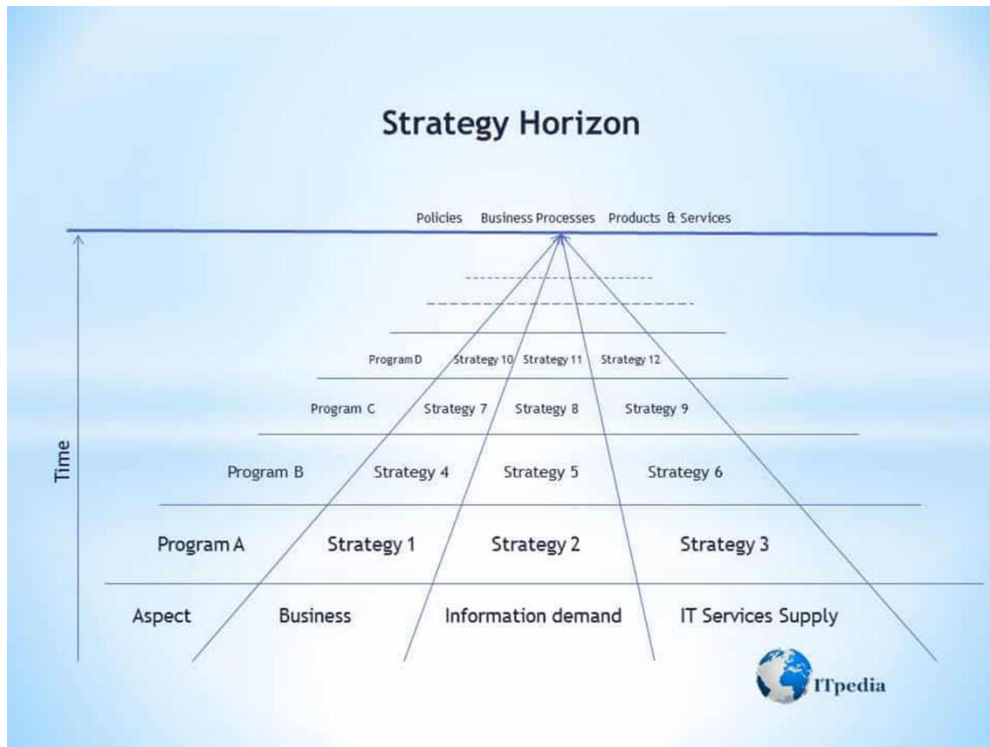 Strategy Horizon
Policies Business Processes Products & Services
Program D Strategy 10 Strategy 11 Strategy 12
Program C Strategy 7 Strategy 8 Strategy 9
Time
Program B Strategy 4 Strategy 5 Strategy 6
Program A Strategy 1 Strategy 2 Strategy 3
Aspect Business Information demand IT Services Supply
ITpedia